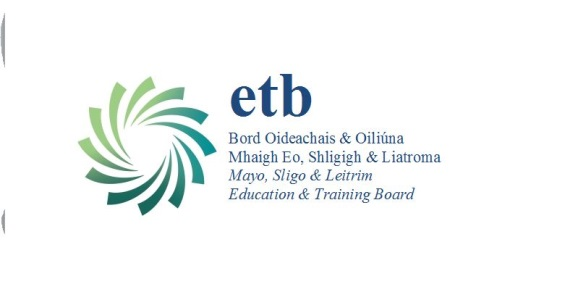 etb
Bord Oideachais & Oiliúna
Mhaigh Eo, Shligigh & Liatroma
Mayo, Sligo & Leitrim
Education & Training Board